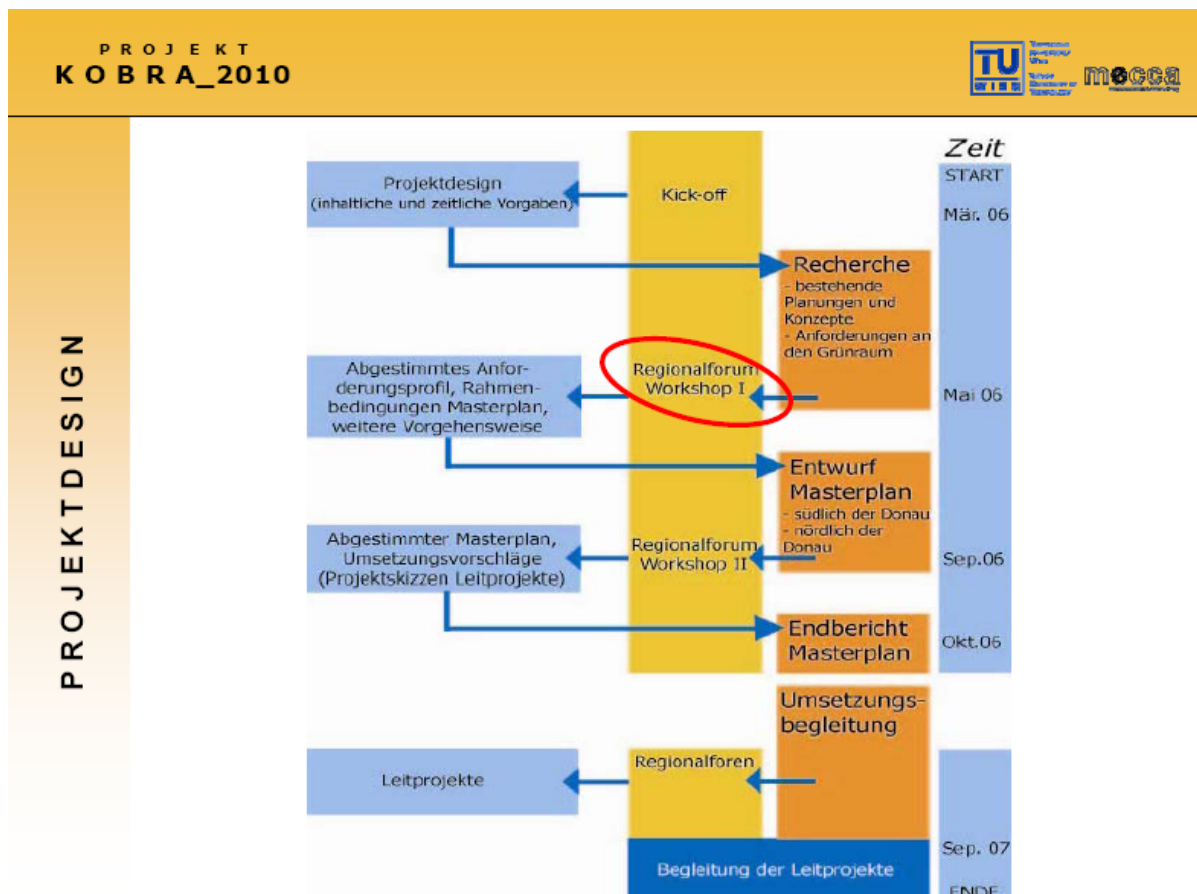 PROJEKT
KOBRA_2010
TU
WIEN
mecca
PROJEKTDESIGN
Zeit
START
Mär. 06
Projektdesign
(inhaltliche und zeitliche Vorgaben)
Kick-off
Recherche
- bestehende
Planungen und
Konzepte
- Anforderungen an
den Grünraum
Abgestimmtes Anfor-
derungsprofil, Rahmen-
bedingungen Masterplan,
weitere Vorgehensweise
Regionalforum
Workshop I
Mai 06
Entwurf
Masterplan
- südlich der Donau
- nördlich der
Donau
Abgestimmter Masterplan,
Umsetzungsvorschläge
(Projektskizzen Leitprojekte)
Regionalforum
Workshop II
Sep.06
Endbericht
Masterplan
Okt.06
Umsetzungs-
begleitung
Leitprojekte
Regionalforen
Sep. 07
Begleitung der Leitprojekte
ENDE